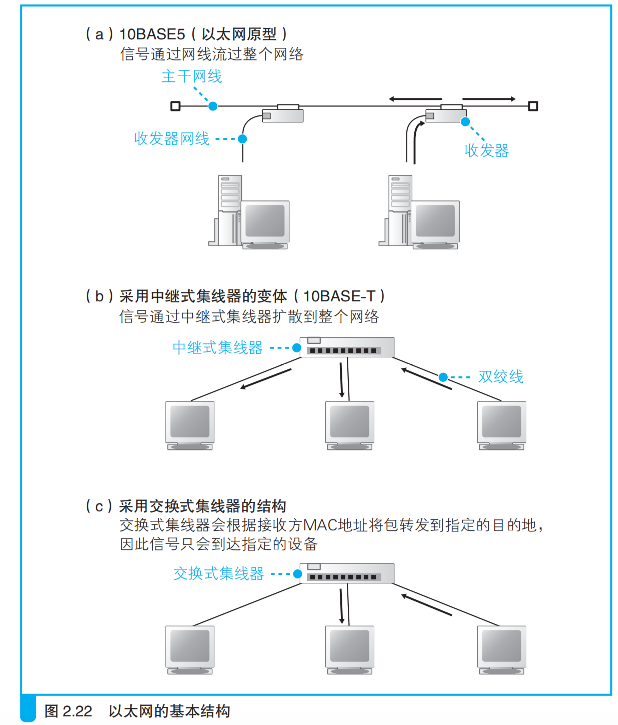 （a）10BASE5（以太网原型）
信号通过网线流过整个网络
主干网线
收发器网线
收发器
（b）采用中继式集线器的变体（10BASE-T）
信号通过中继式集线器扩散到整个网络
中继式集线器
双绞线
（c）采用交换式集线器的结构
交换式集线器会根据接收方MAC地址将包转发到指定的目的地，
因此信号只会到达指定的设备
交换式集线器
图 2.22 以太网的基本结构